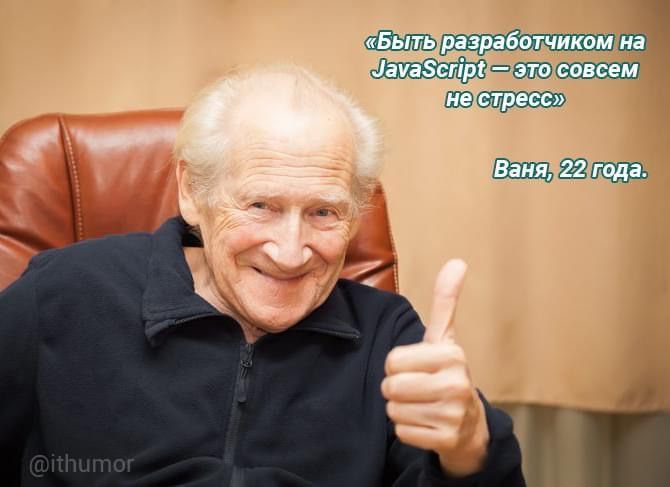 «Быть разработчиком на
JavaScript — это совсем
не стресс»
Ваня, 22 года.
@ithumor